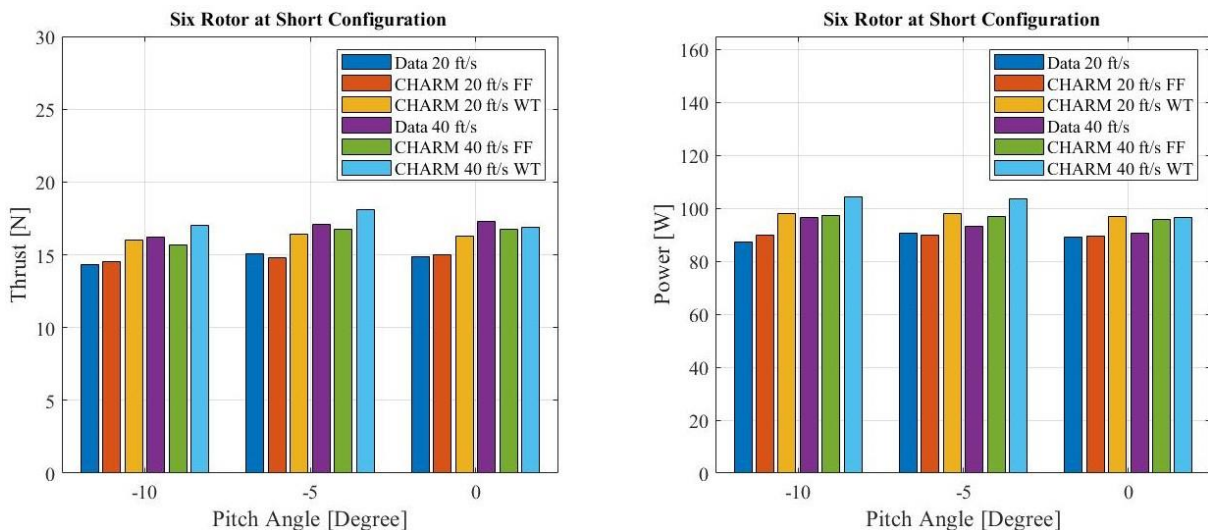 Six Rotor at Short Configuration
30
25
20
15
10
5
0
Thrust [N]
Data 20 ft/s
CHARM 20 ft/s FF
CHARM 20 ft/s WT
Data 40 ft/s
CHARM 40 ft/s FF
CHARM 40 ft/s WT
-10
-5
0
Pitch Angle [Degree]
Six Rotor at Short Configuration
160
140
120
100
80
60
40
20
0
Power [W]
Data 20 ft/s
CHARM 20 ft/s FF
CHARM 20 ft/s WT
Data 40 ft/s
CHARM 40 ft/s FF
CHARM 40 ft/s WT
-10
-5
0
Pitch Angle [Degree]